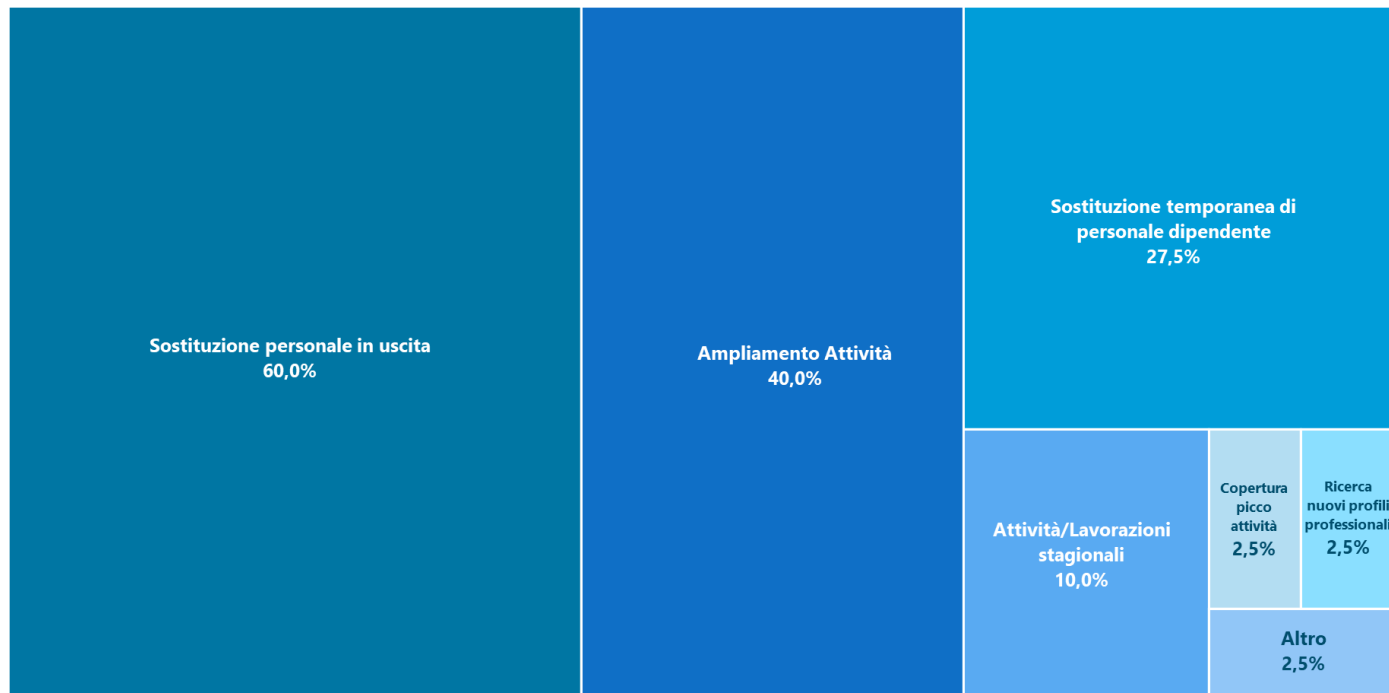 Sostituzione personale in uscita
60,0%
Ampliamento Attività
40,0%
Sostituzione temporanea di
personale dipendente
27,5%
Attività/Lavorazioni
stagionali
10,0%
Copertura
picco
attività
2,5%
Ricerca
nuovi profili
professionali
2,5%
Altro
2,5%